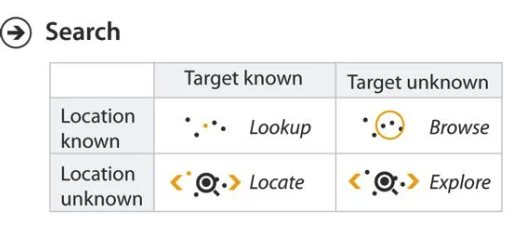 Search
Target known
Target unknown
Location
known
Lookup
Browse
Location
unknown
Locate
Explore